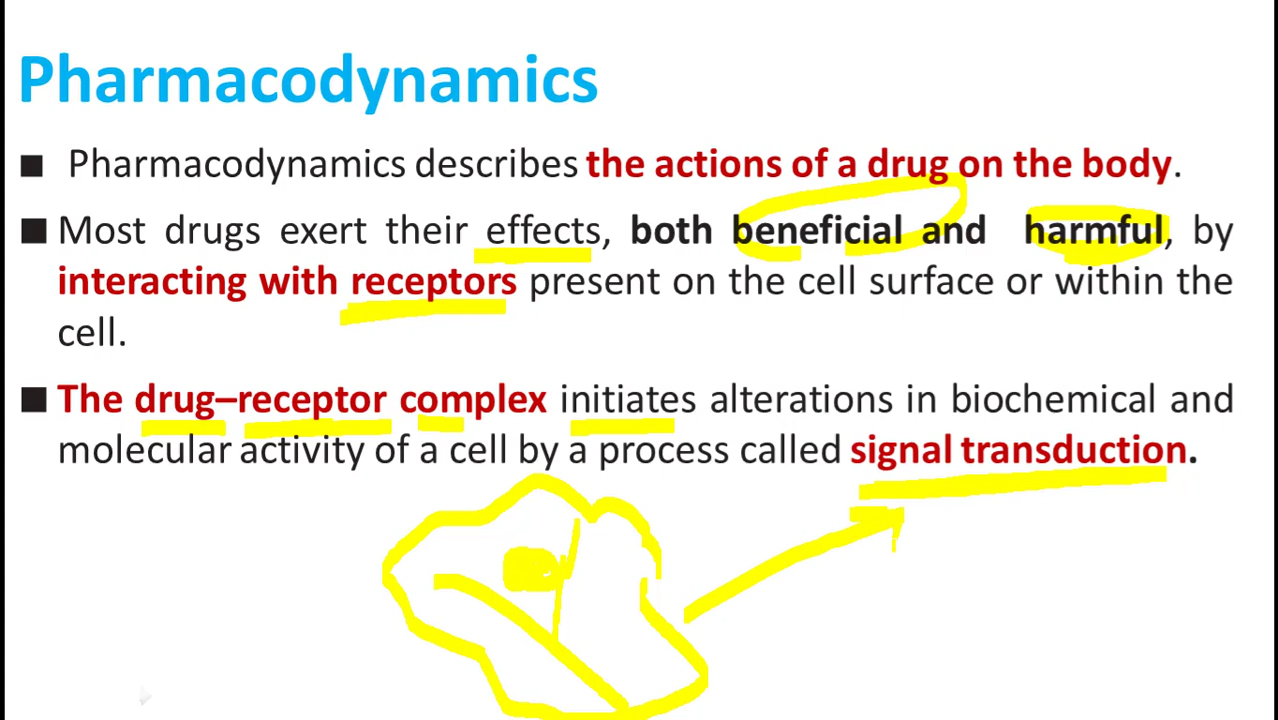 Pharmacodynamics
■ Pharmacodynamics describes the actions of a drug on the body.
■ Most drugs exert their effects, both beneficial and harmful, by
interacting with receptors present on the cell surface or within the
cell.
■ The drug–receptor complex initiates alterations in biochemical and
molecular activity of a cell by a process called signal transduction.